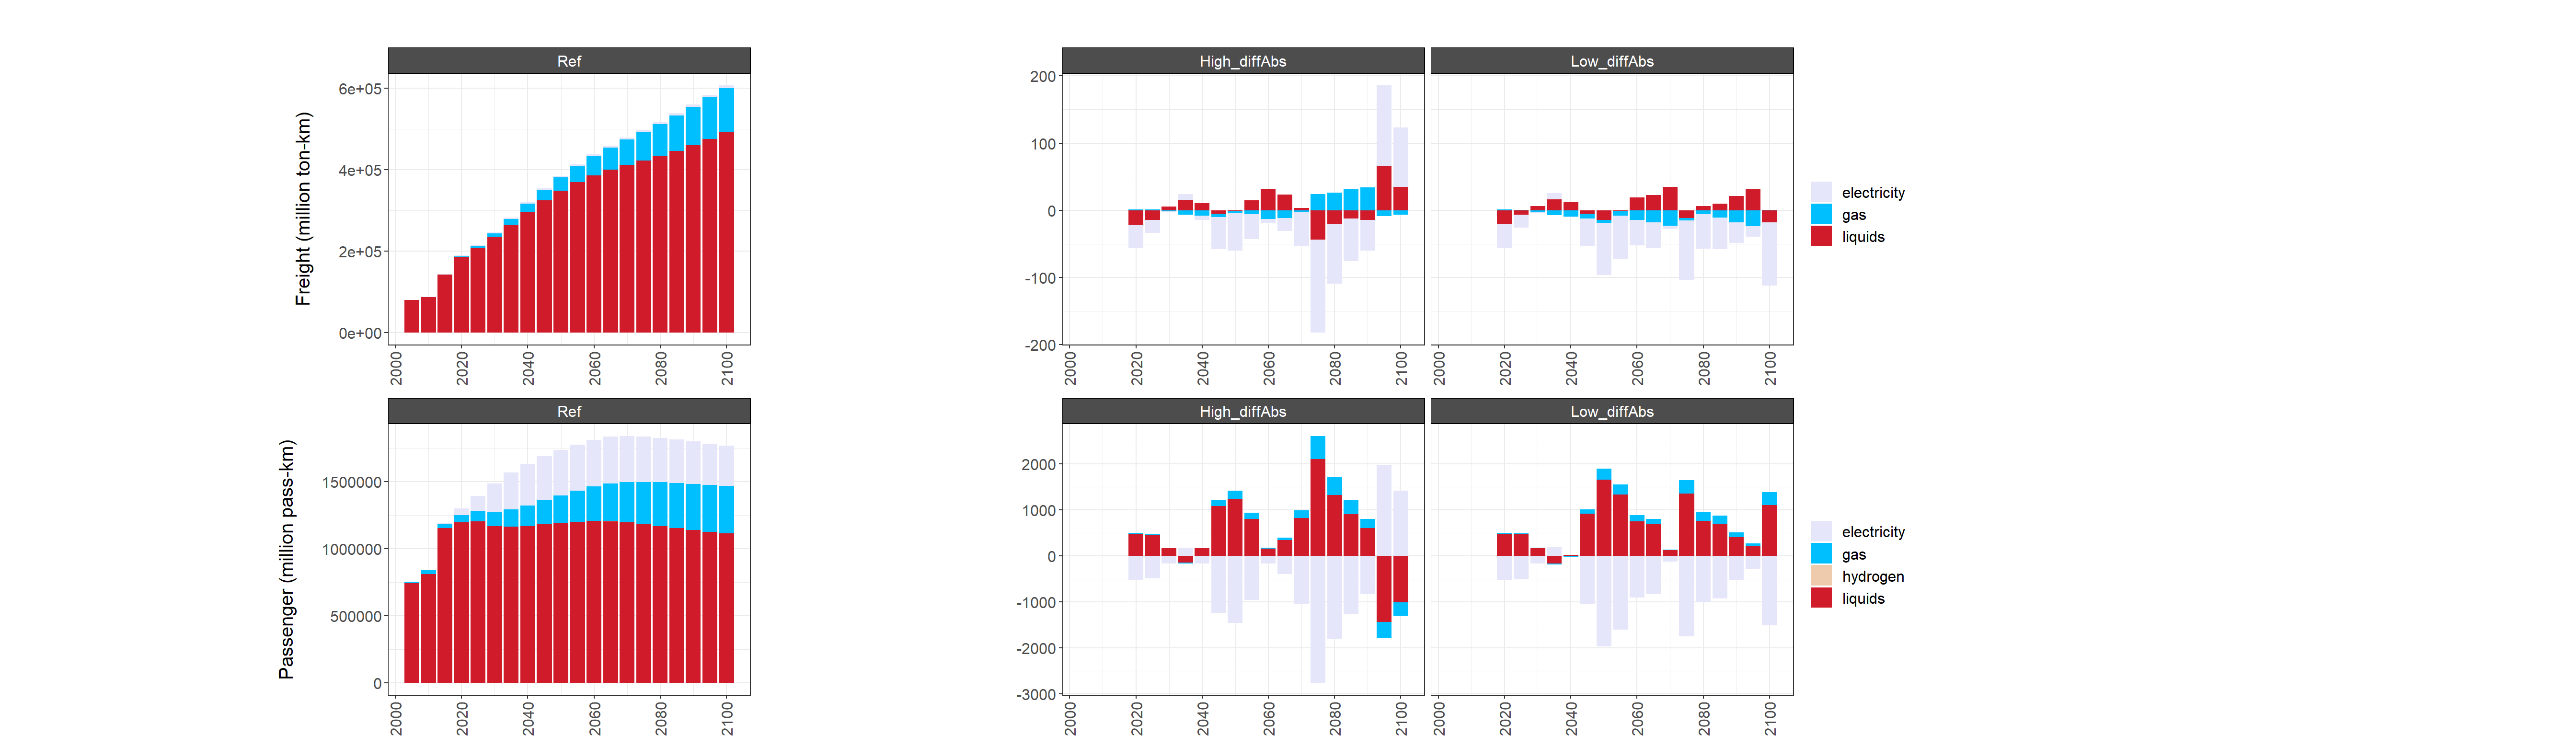 Ref
High_diffAbs
Low_diffAbs
Freight (million ton-km)
6e+05
4e+05
2e+05
0e+00
200
100
0
-100
-200
2000 2020 2040 2060 2080 2100
2000 2020 2040 2060 2080 2100
2000 2020 2040 2060 2080 2100
electricity
gas
liquids
Ref
High_diffAbs
Low_diffAbs
Passenger (million pass-km)
1500000
1000000
500000
0
2000
1000
0
-1000
-2000
-3000
2000 2020 2040 2060 2080 2100
2000 2020 2040 2060 2080 2100
2000 2020 2040 2060 2080 2100
electricity
gas
hydrogen
liquids